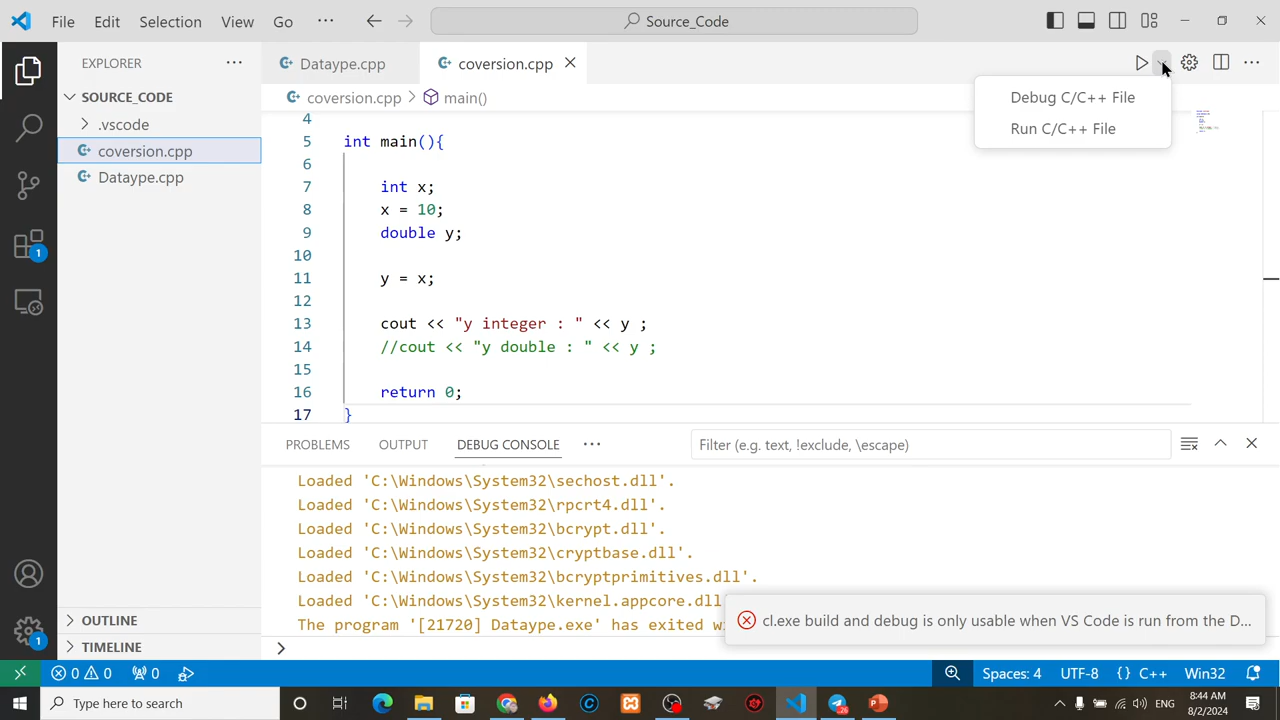 File Edit Selection View Go ··· Source_Code
EXPLORER ···
Dataype.cpp coversion.cpp
SOURCE_CODE
coversion.cpp > main()
Debug C/C++ File
Run C/C++ File
.vscode
coversion.cpp
Dataype.cpp
4
5 int main(){
6
7 int x;
8 x = 10;
9 double y;
10
11 y = x;
12
13 cout << "y integer : " << y ;
14 //cout << "y double : " << y ;
15
16 return 0;
17 }
PROBLEMS OUTPUT DEBUG CONSOLE ··· Filter (e.g. text, !exclude, \escape)
Loaded 'C:\Windows\System32\sechost.dll'.
Loaded 'C:\Windows\System32\rpcrt4.dll'.
Loaded 'C:\Windows\System32\bcrypt.dll'.
Loaded 'C:\Windows\System32\cryptbase.dll'.
Loaded 'C:\Windows\System32\bcryptprimitives.dll'.
Loaded 'C:\Windows\System32\kernel.appcore.dll
The program '[21720] Dataype.exe' has exited
cl.exe build and debug is only usable when VS Code is run from the D...
OUTLINE
TIMELINE
1
1
0 0 0 Spaces: 4 UTF-8 {} C++ Win32
Type here to search
ENG
8:44 AM
8/2/2024